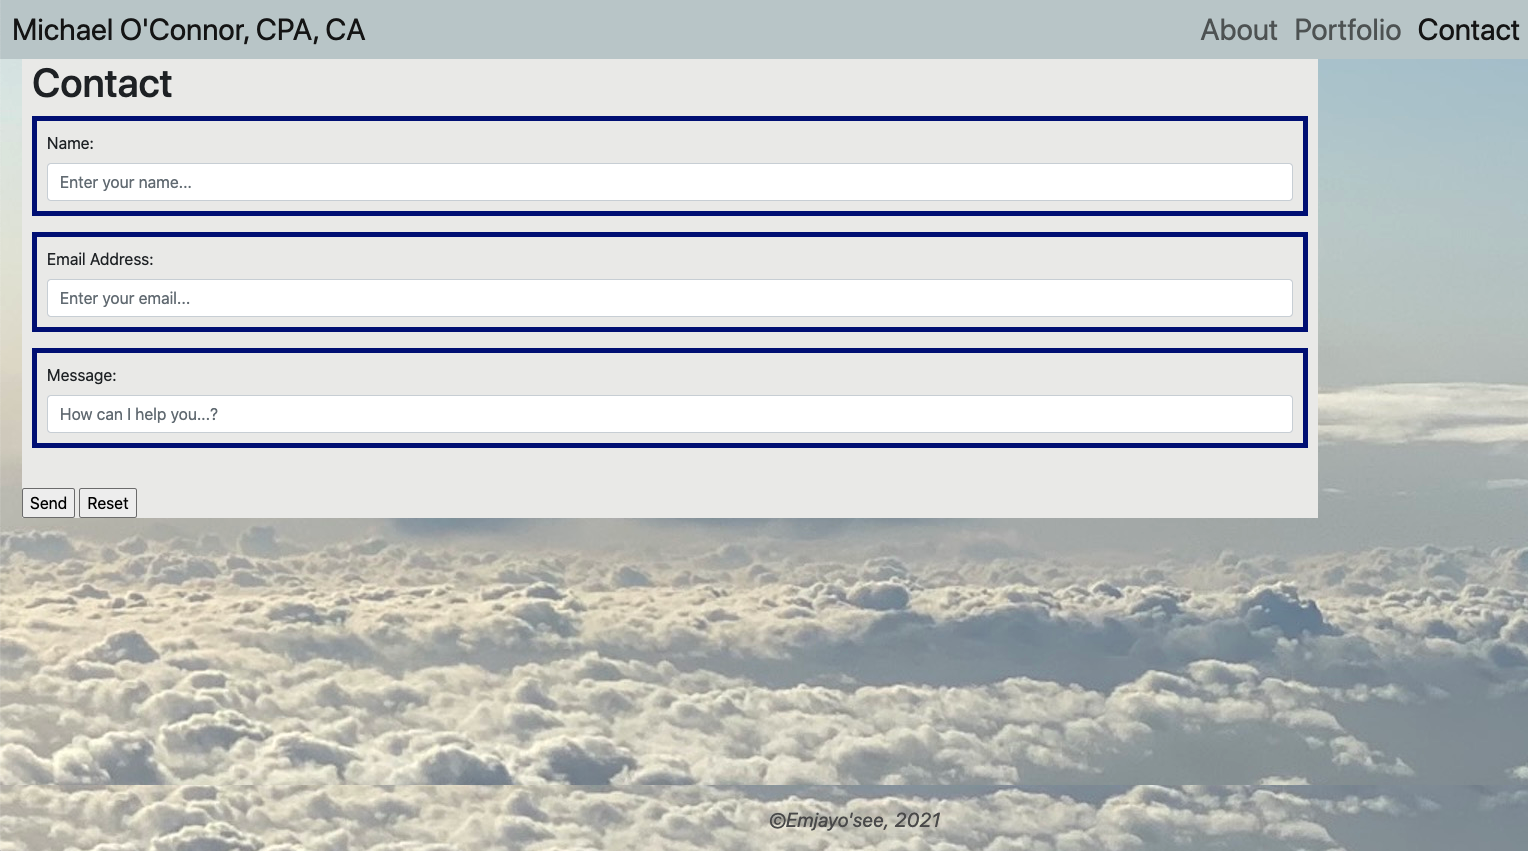 Michael O'Connor, CPA, CA
About Portfolio Contact
Contact
Name:
Enter your name...
Email Address:
Enter your email...
Message:
How can I help you...?
Send Reset
©Emjayo'see, 2021